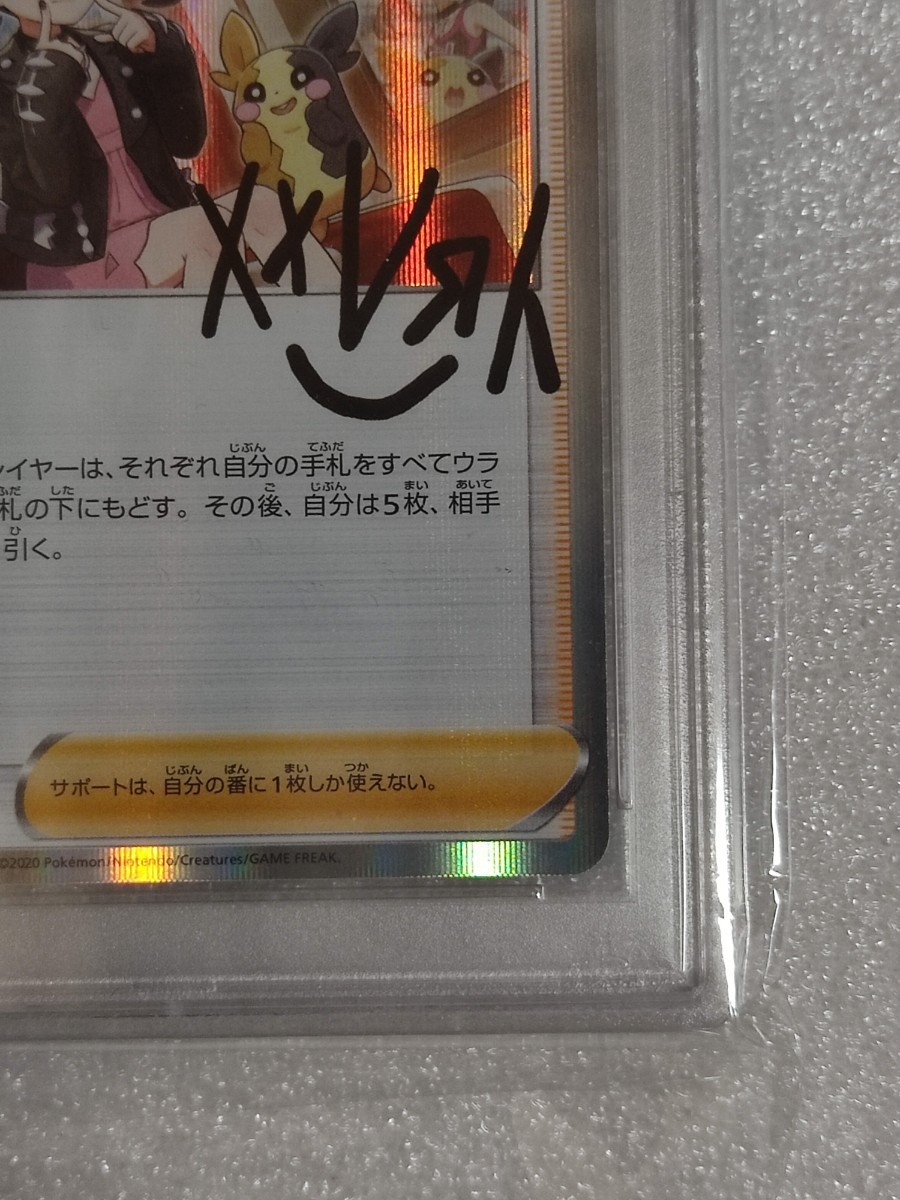 イヤーは、それぞれ自分の手札をすべてウラ
札の下にもどす。その後、自分は5枚、相手
引く。
サポートは、自分の番に1枚しか使えない。
©2020 Pokémon/Nintendo/Creatures/GAME FREAK.